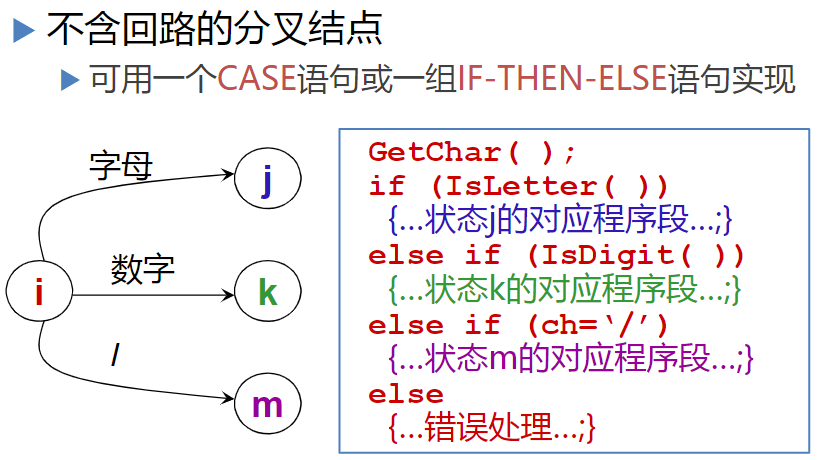 不含回路的分叉结点
可用一个CASE语句或一组IF-THEN-ELSE语句实现
字母
j
数字
i
k
/
m
GetChar( );
if (IsLetter( ))
{…状态j的对应程序段…;}
else if (IsDigit( ))
{…状态k的对应程序段…;}
else if (ch=‘/’)
{…状态m的对应程序段…;}
else
{…错误处理…;}